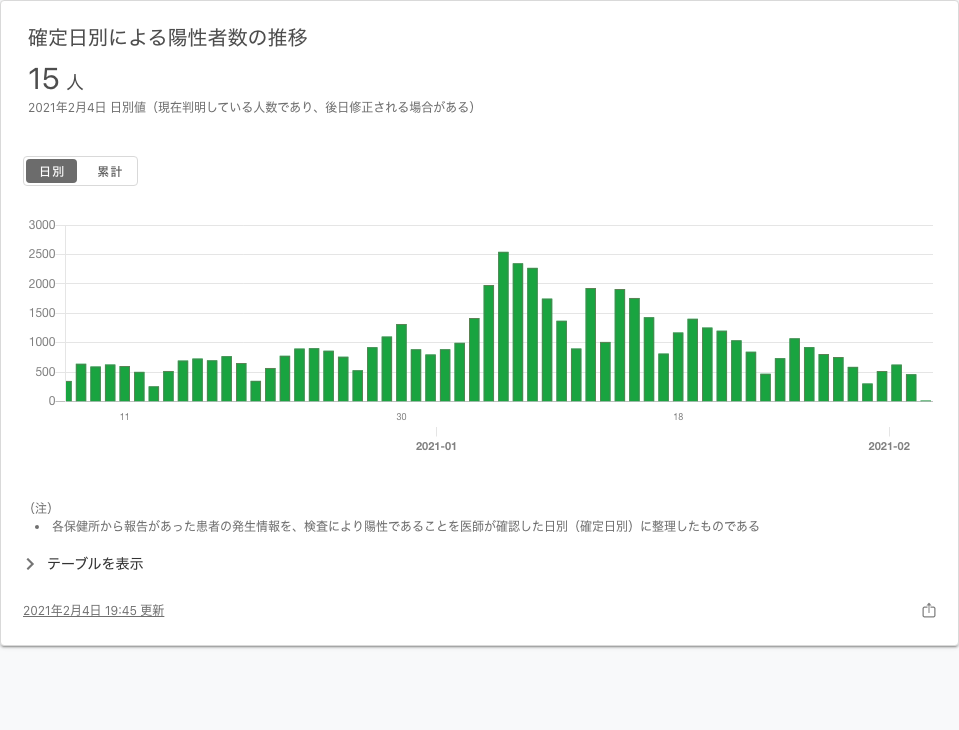 確定日別による陽性者数の推移
15 人
2021年2月4日 日別値（現在判明している人数であり、後日修正される場合がある）
日別 累計
3000
2500
2000
1500
1000
500
0
11 30 18
2021-01 2021-02
（注）
• 各保健所から報告があった患者の発生情報を、検査により陽性であることを医師が確認した日別（確定日別）に整理したものである
テーブルを表示
2021年2月4日 19:45 更新